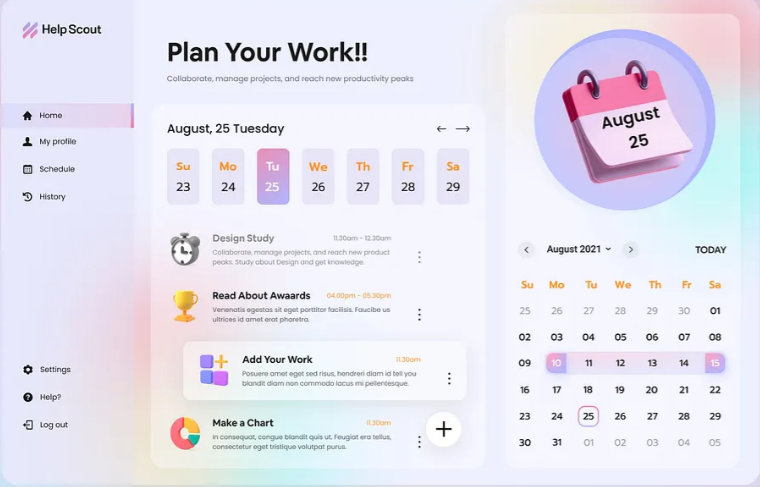 Help Scout
Home
My profile
Schedule
History
Settings
Help?
Log out
Plan Your Work!!
Collaborate, manage projects, and reach new productivity peaks
August, 25 Tuesday
Su Mo Tu We Th Fr Sa
23 24 25 26 27 28 29
Design Study 11.30am - 12.30am
Collaborate, manage projects, and reach new product
peaks. Study about Design and get knowledge.
Read About Awaards 04.00pm - 05.30pm
Venenatis egestas sit eget porttitor facilisis. Faucibe us
ultrices id amet erat pharetra.
Add Your Work 11.30am
Posuere amet eget sed risus, hendreri diam id tell you
blandit diam non commodo lacus mi pellentesque.
Make a Chart 11.30am
In consequat, congue blandit quis ut. Feugiat era tellus,
consectetur eget tristique volutpat purus.
August
25
August 2021 TODAY
Su Mo Tu We Th Fr Sa
25 26 27 28 29 30 01
02 03 04 05 06 07 08
09 10 11 12 13 14 15
16 17 18 19 20 21 22
23 24 25 26 27 28 29
30 31 01 02 03 04 05